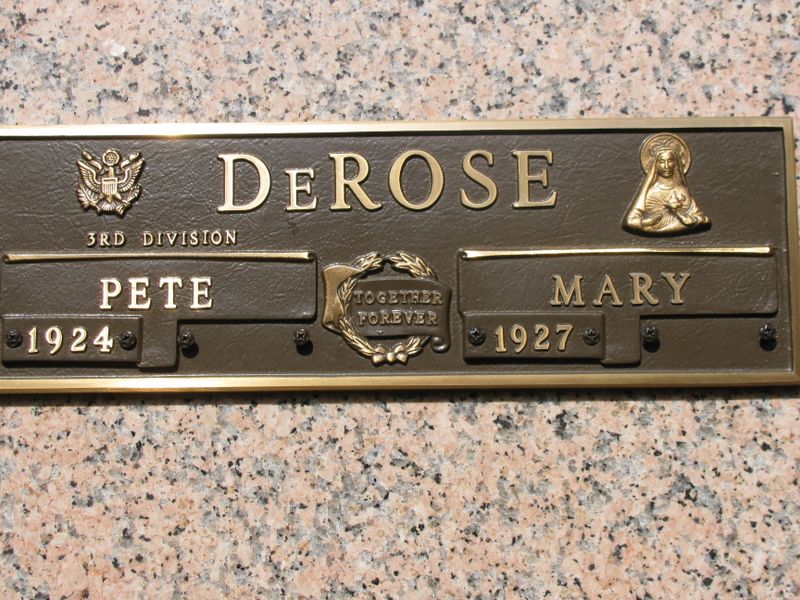 DeROSE
3RD DIVISION
PETE
MARY
TOGETHER
FOREVER
1924
1927